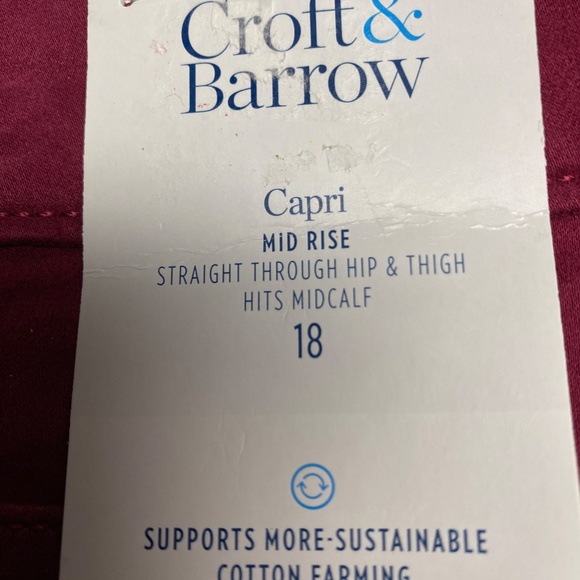 Croft &
Barrow
Capri
MiD RISE
STRAIGHT THROUGH HIP & THIGH
HITS MIDCALF
18
SUPPORTS MORE-SUSTAINABLE
COTTON FARMING